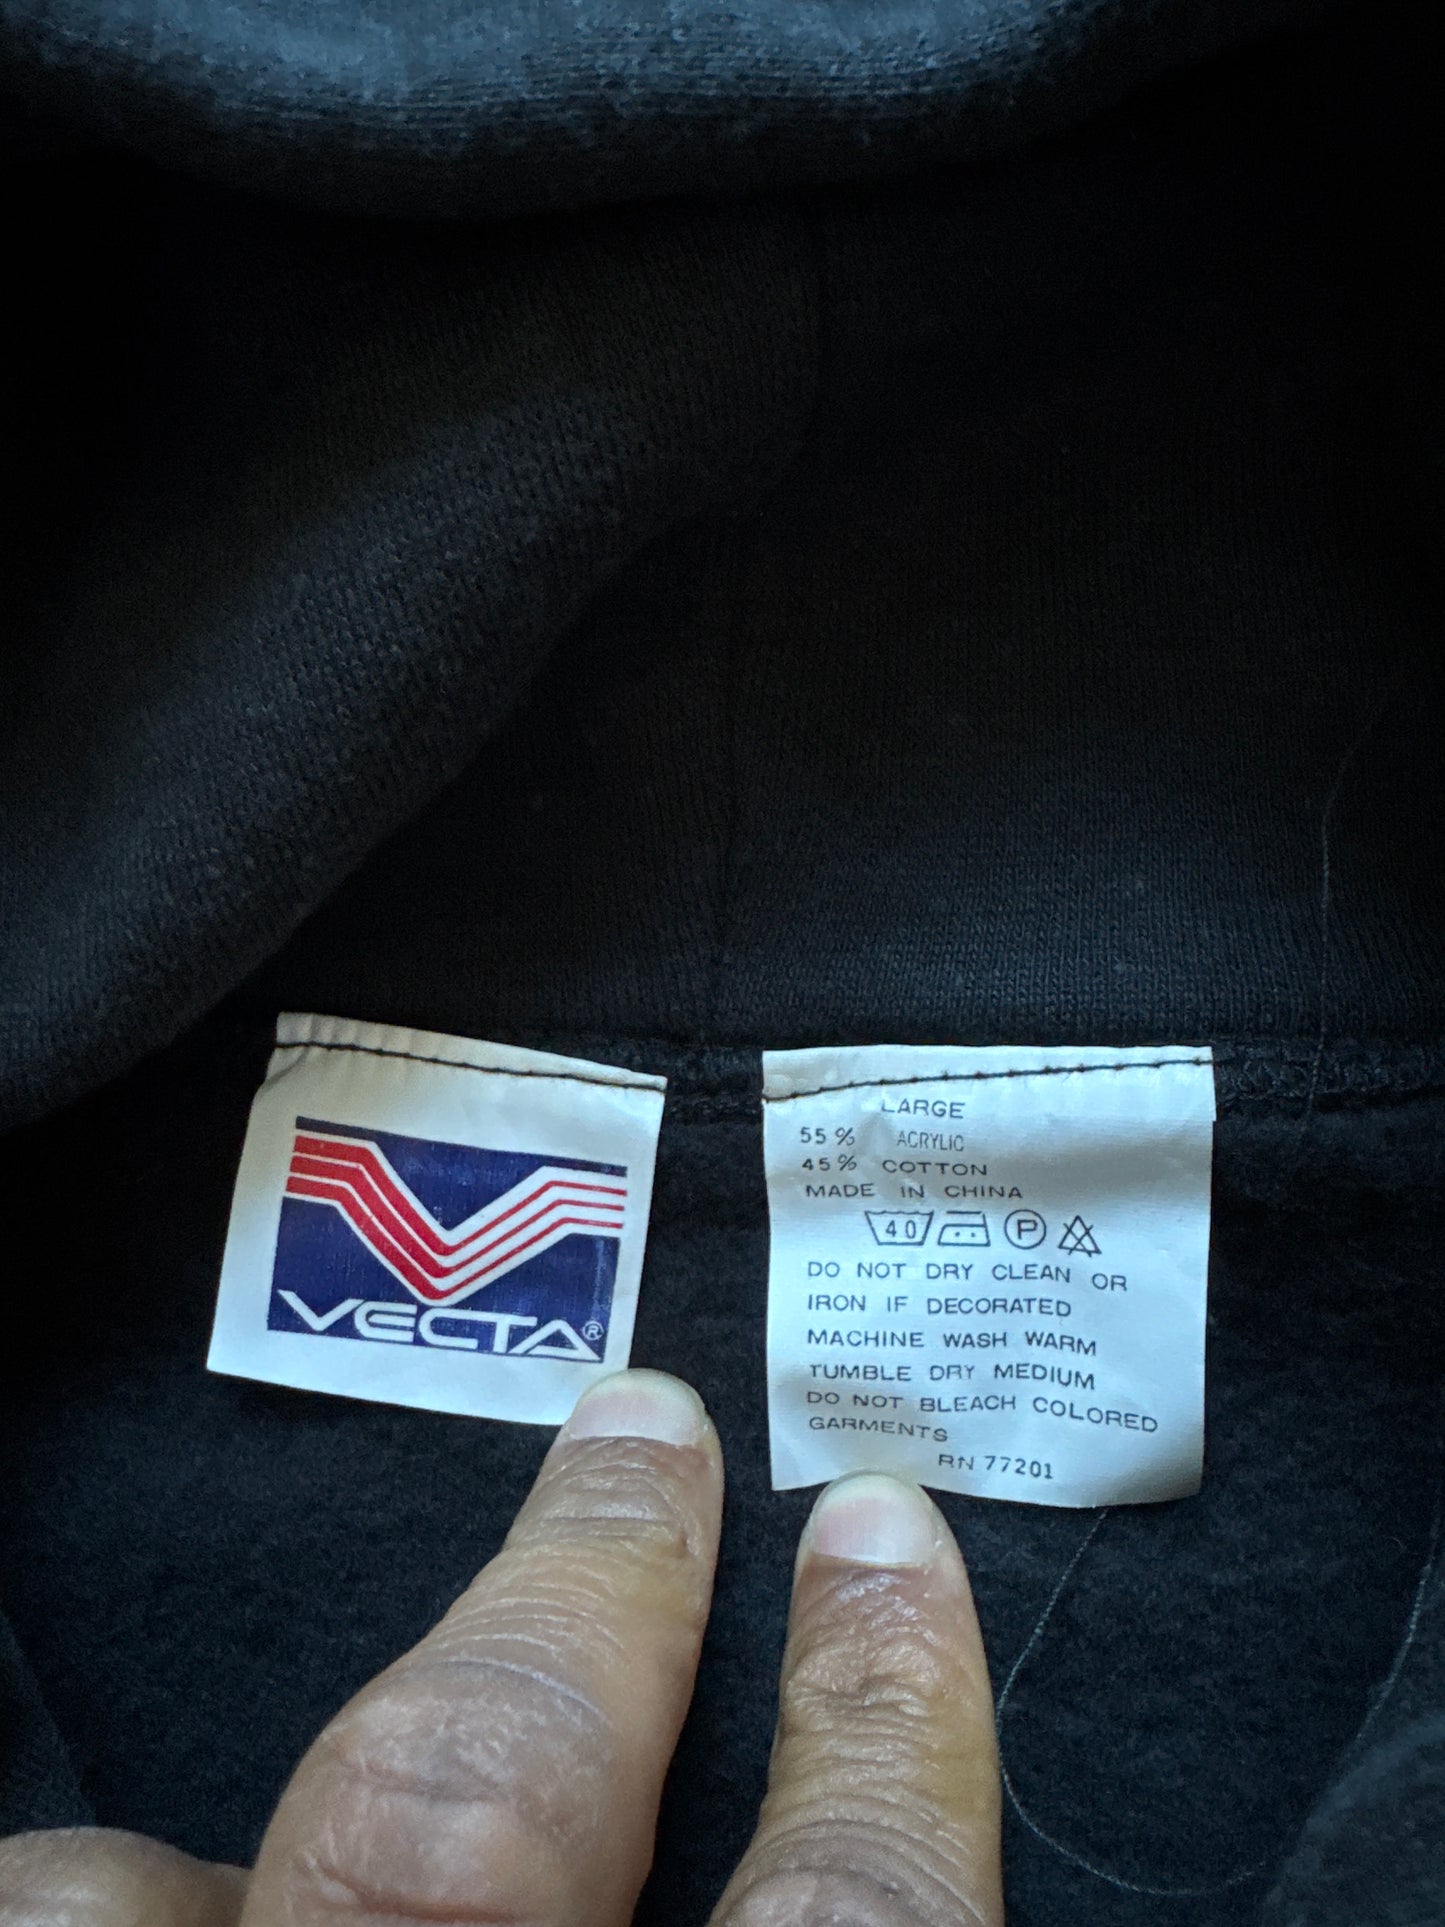 VECTA®
LARGE
55% ACRYLIC
45% COTTON
MADE IN CHINA
40 P
DO NOT DRY CLEAN OR
IRON IF DECORATED
MACHINE WASH WARM
TUMBLE DRY MEDIUM
DO NOT BLEACH COLORED
GARMENTS
RN 77201